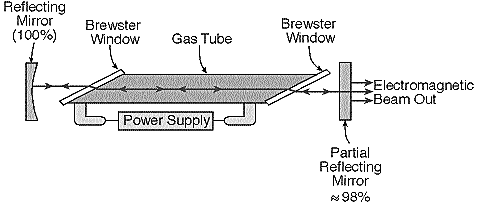 Reflecting
Mirror
(100%)
Brewster
Window
Gas Tube
Brewster
Window
Electromagnetic
Beam Out
Power Supply
Partial
Reflecting
Mirror
≈98%